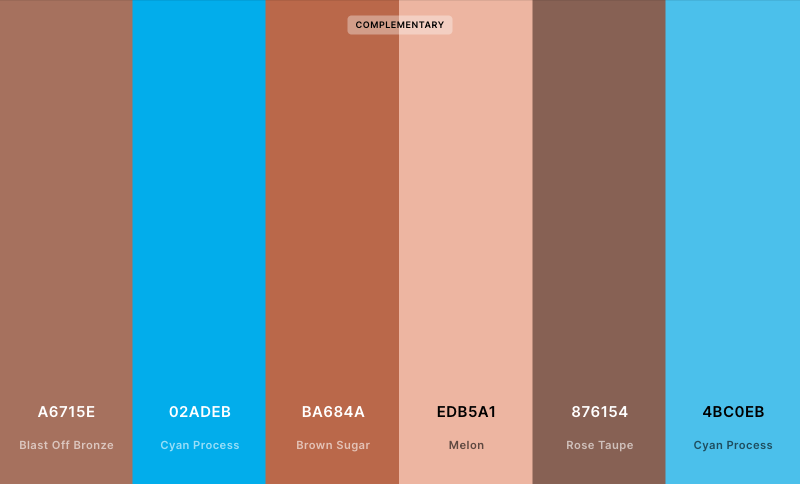 COMPLEMENTARY
A6715E
Blast Off Bronze
02ADEB
Cyan Process
BA684A
Brown Sugar
EDB5A1
Melon
876154
Rose Taupe
4BC0EB
Cyan Process